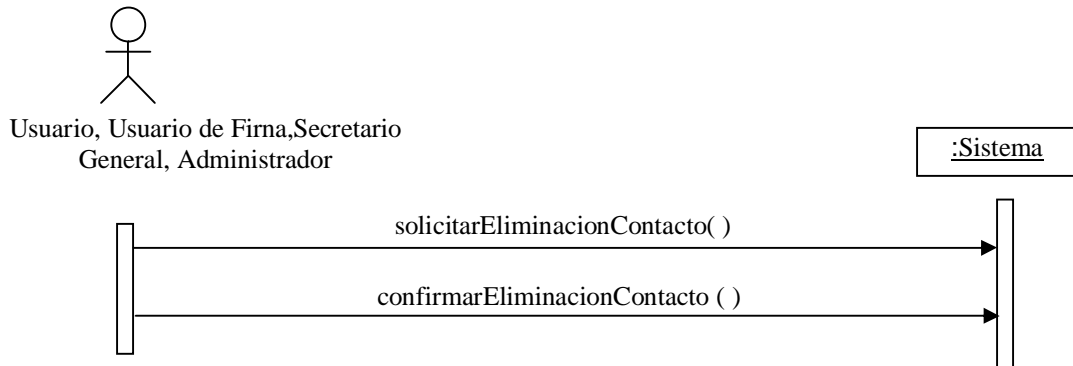 Usuario, Usuario de Firna,Secretario
General, Administrador
:Sistema
solicitarEliminacionContacto( )
confirmarEliminacionContacto ( )